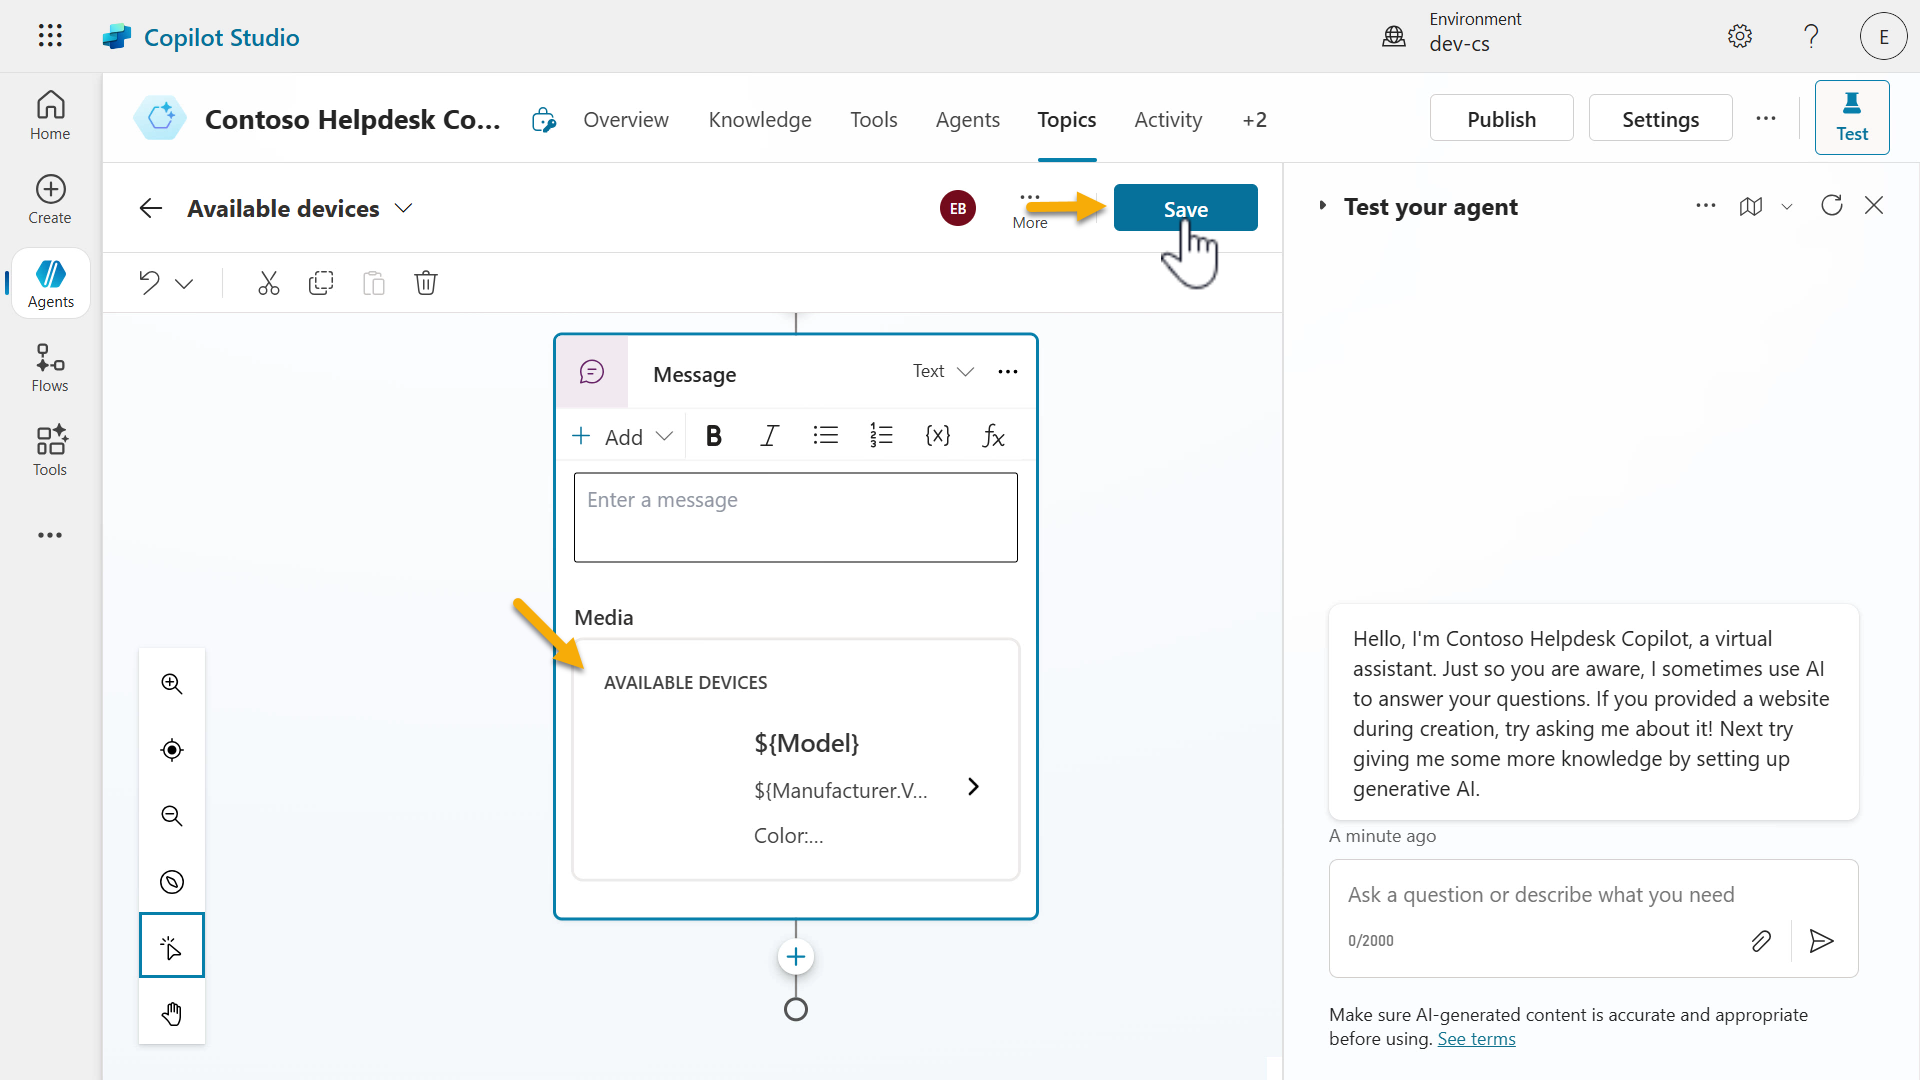 Copilot Studio
Environment
dev-cs
E
Home
Create
Agents
Flows
Tools
Contoso Helpdesk Co...
Overview
Knowledge
Tools
Agents
Topics
Activity
+2
Publish
Settings
Test
Available devices
EB
More
Save
Message
Text
Add
B
I
{x}
fx
Enter a message
Media
AVAILABLE DEVICES
${Model}
${Manufacturer.V...
Color:...
Test your agent
Hello, I'm Contoso Helpdesk Copilot, a virtual
assistant. Just so you are aware, I sometimes use AI
to answer your questions. If you provided a website
during creation, try asking me about it! Next try
giving me some more knowledge by setting up
generative AI.
A minute ago
Ask a question or describe what you need
0/2000
Make sure AI-generated content is accurate and appropriate
before using. See terms